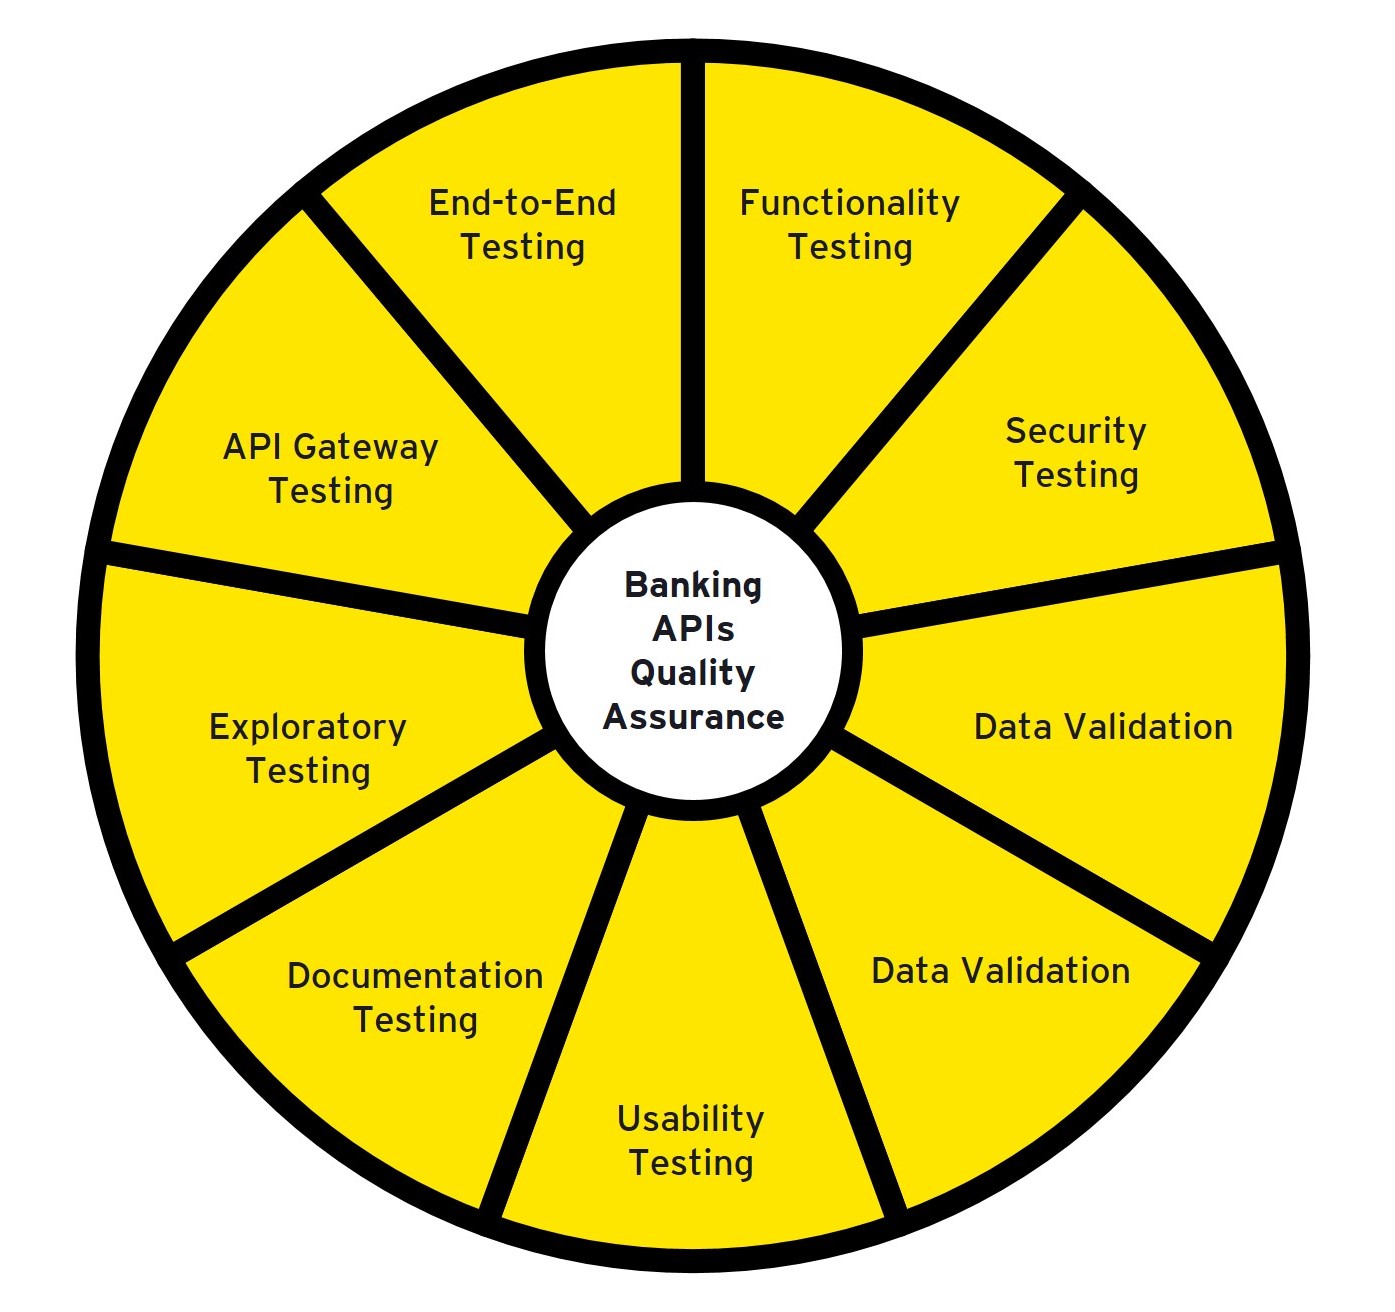 End-to-End
Testing
Functionality
Testing
Security
Testing
API Gateway
Testing
Banking
APIs
Quality
Assurance
Exploratory
Testing
Data Validation
Data Validation
Documentation
Testing
Usability
Testing